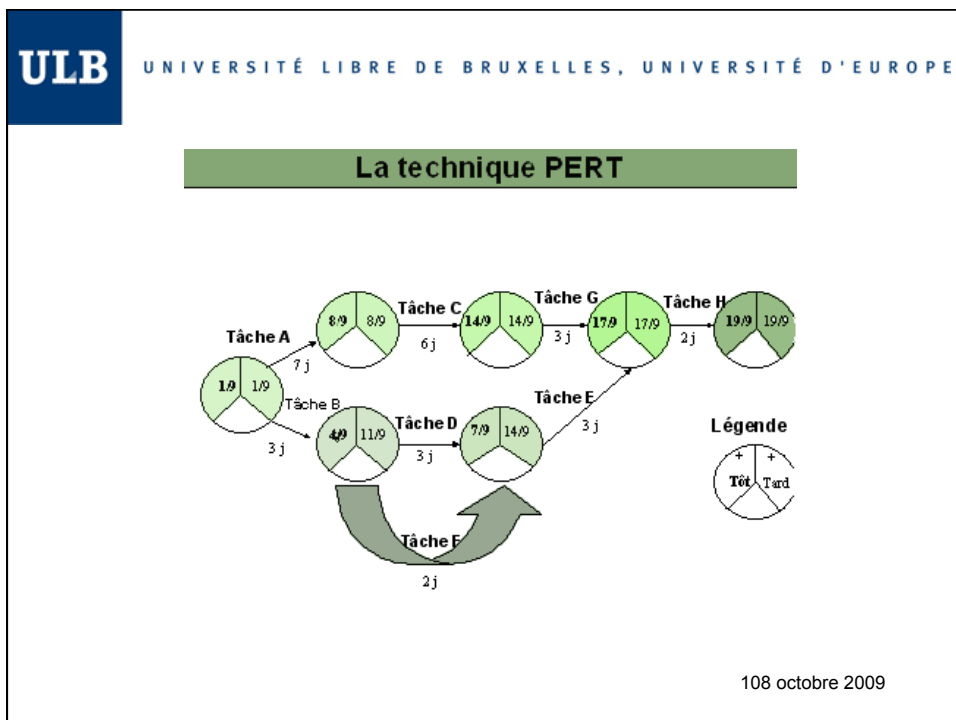 ULB
UNIVERSITÉ LIBRE DE BRUXELLES, UNIVERSITÉ D'EUROPE
La technique PERT
Tâche A
7 j
Tâche C
6 j
Tâche G
3 j
Tâche H
2 j
8/9 8/9
14/9 14/9
17/9 17/9
19/9 19/9
1/9 1/9
Tâche B
3 j
4/9 11/9
Tâche D
3 j
7/9 14/9
Tâche E
3 j
Légende
+ +
Tôt Tard
Tâche
2 j
108 octobre 2009